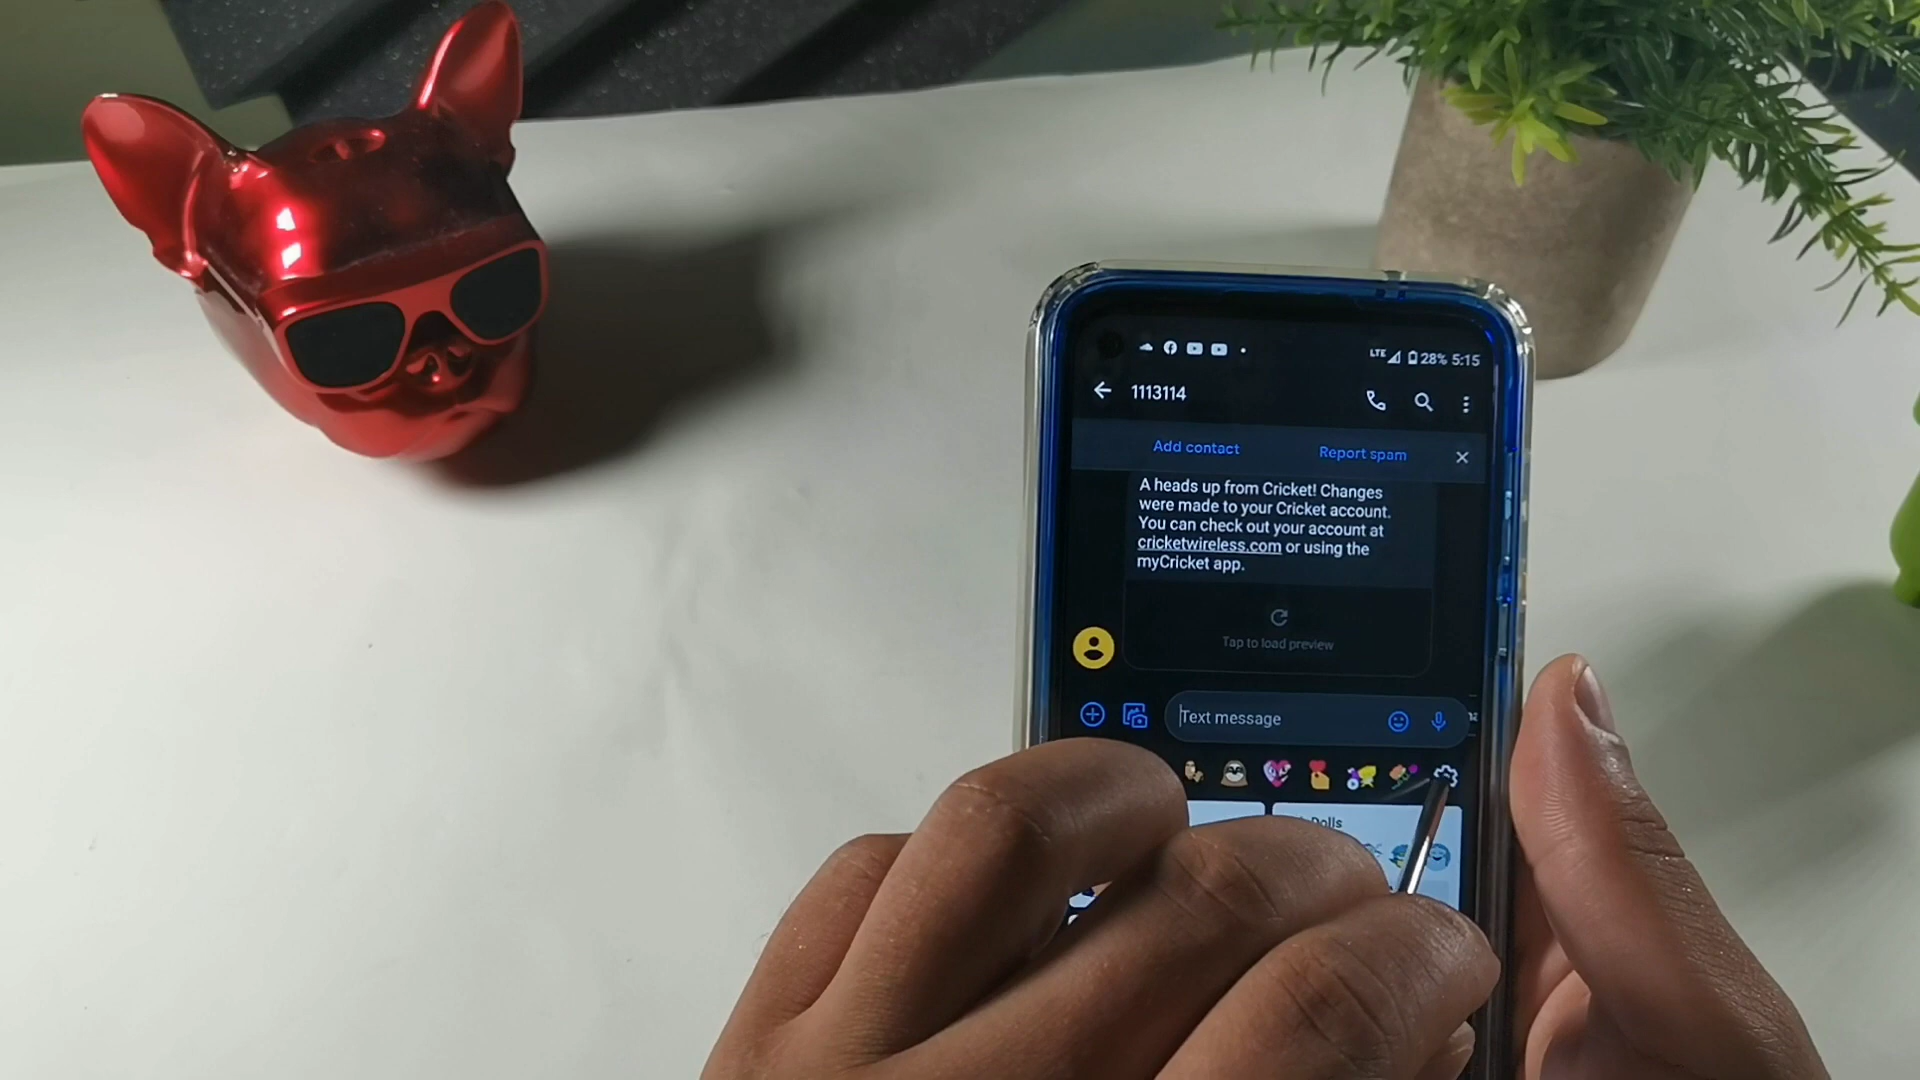 LTE 28% 5:15
1113114
Add contact Report spam
A heads up from Cricket! Changes
were made to your Cricket account.
You can check out your account at
cricketwireless.com or using the
myCricket app.
Tap to load preview
Text message
Dolls